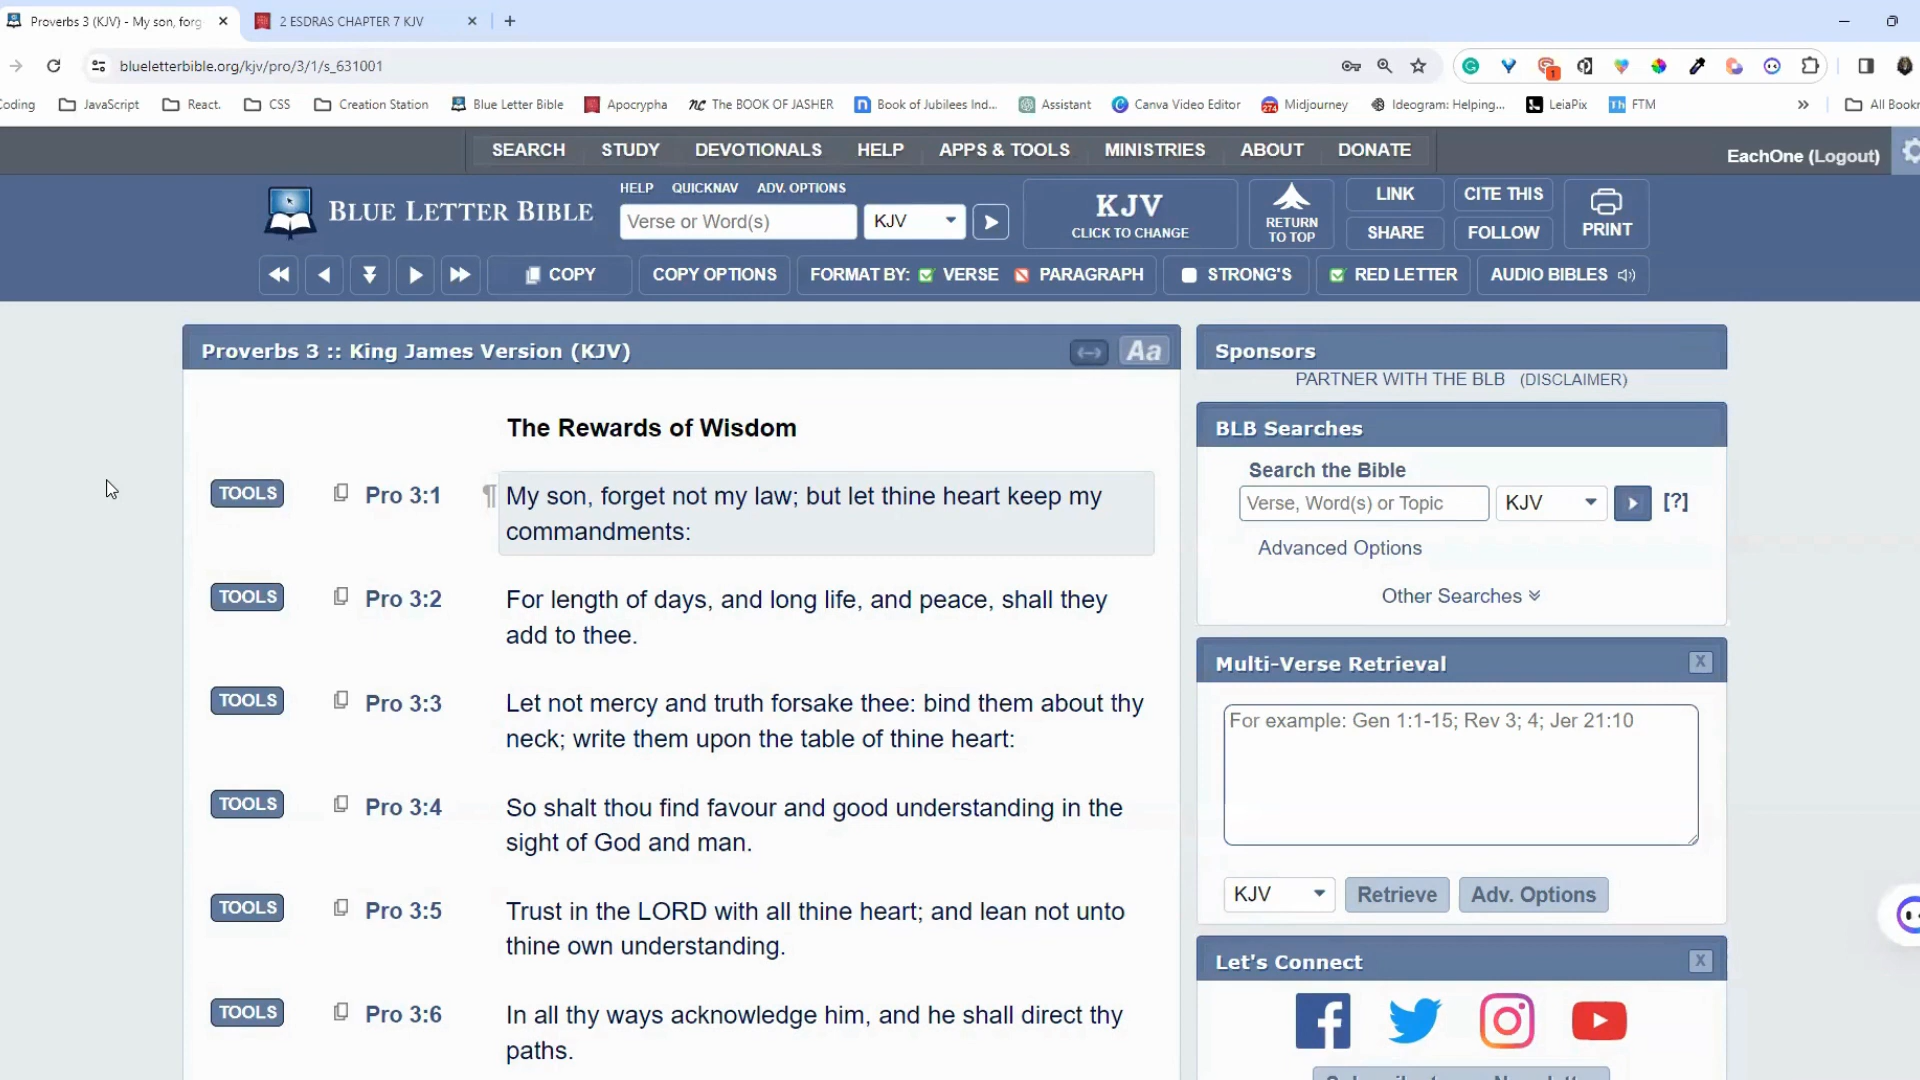 Proverbs 3 (KJV) - My son, forg
2 ESDRAS CHAPTER 7 KJV
blueletterbible.org/kjv/pro/3/1/s_631001
1
Coding JavaScript React. CSS Creation Station Blue Letter Bible Apocrypha The BOOK OF JASHER Book of Jubilees Ind... Assistant Canva Video Editor Midjourney Ideogram: Helping... LeiaPix FTM » All Bookr
SEARCH STUDY DEVOTIONALS HELP APPS & TOOLS MINISTRIES ABOUT DONATE
EachOne (Logout)
HELP QUICKNAV ADV. OPTIONS
BLUE LETTER BIBLE
Verse or Word(s) KJV
KJV
CLICK TO CHANGE
RETURN
TO TOP
LINK CITE THIS
SHARE FOLLOW
PRINT
COPY COPY OPTIONS FORMAT BY: VERSE PARAGRAPH STRONG'S RED LETTER AUDIO BIBLES
Proverbs 3 :: King James Version (KJV)
Aa
The Rewards of Wisdom
TOOLS Pro 3:1 ¶ My son, forget not my law; but let thine heart keep my
commandments:
TOOLS Pro 3:2 For length of days, and long life, and peace, shall they
add to thee.
TOOLS Pro 3:3 Let not mercy and truth forsake thee: bind them about thy
neck; write them upon the table of thine heart:
TOOLS Pro 3:4 So shalt thou find favour and good understanding in the
sight of God and man.
TOOLS Pro 3:5 Trust in the LORD with all thine heart; and lean not unto
thine own understanding.
TOOLS Pro 3:6 In all thy ways acknowledge him, and he shall direct thy
paths.
Sponsors
PARTNER WITH THE BLB (DISCLAIMER)
BLB Searches
Search the Bible
Verse, Word(s) or Topic KJV [?]
Advanced Options
Other Searches
Multi-Verse Retrieval X
For example: Gen 1:1-15; Rev 3; 4; Jer 21:10
KJV Retrieve Adv. Options
Let's Connect X